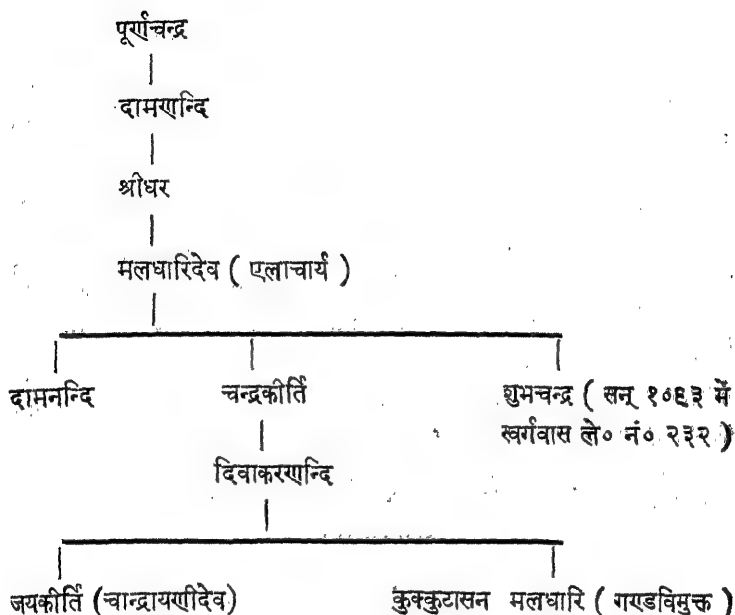 पूर्णचन्द्र
दामणन्दि
श्रीधर
मलधारिदेव ( एलाचार्य )
दामनन्दि चन्द्रकीर्ति शुभचन्द्र ( सन् १०९३ में
स्वर्गवास ले० नं० २३२ )
दिवाकरणन्दि
जयकीर्ति (चान्द्रायणीदेव) कुक्कुटासन मलधारि ( गण्डविमुक्त )